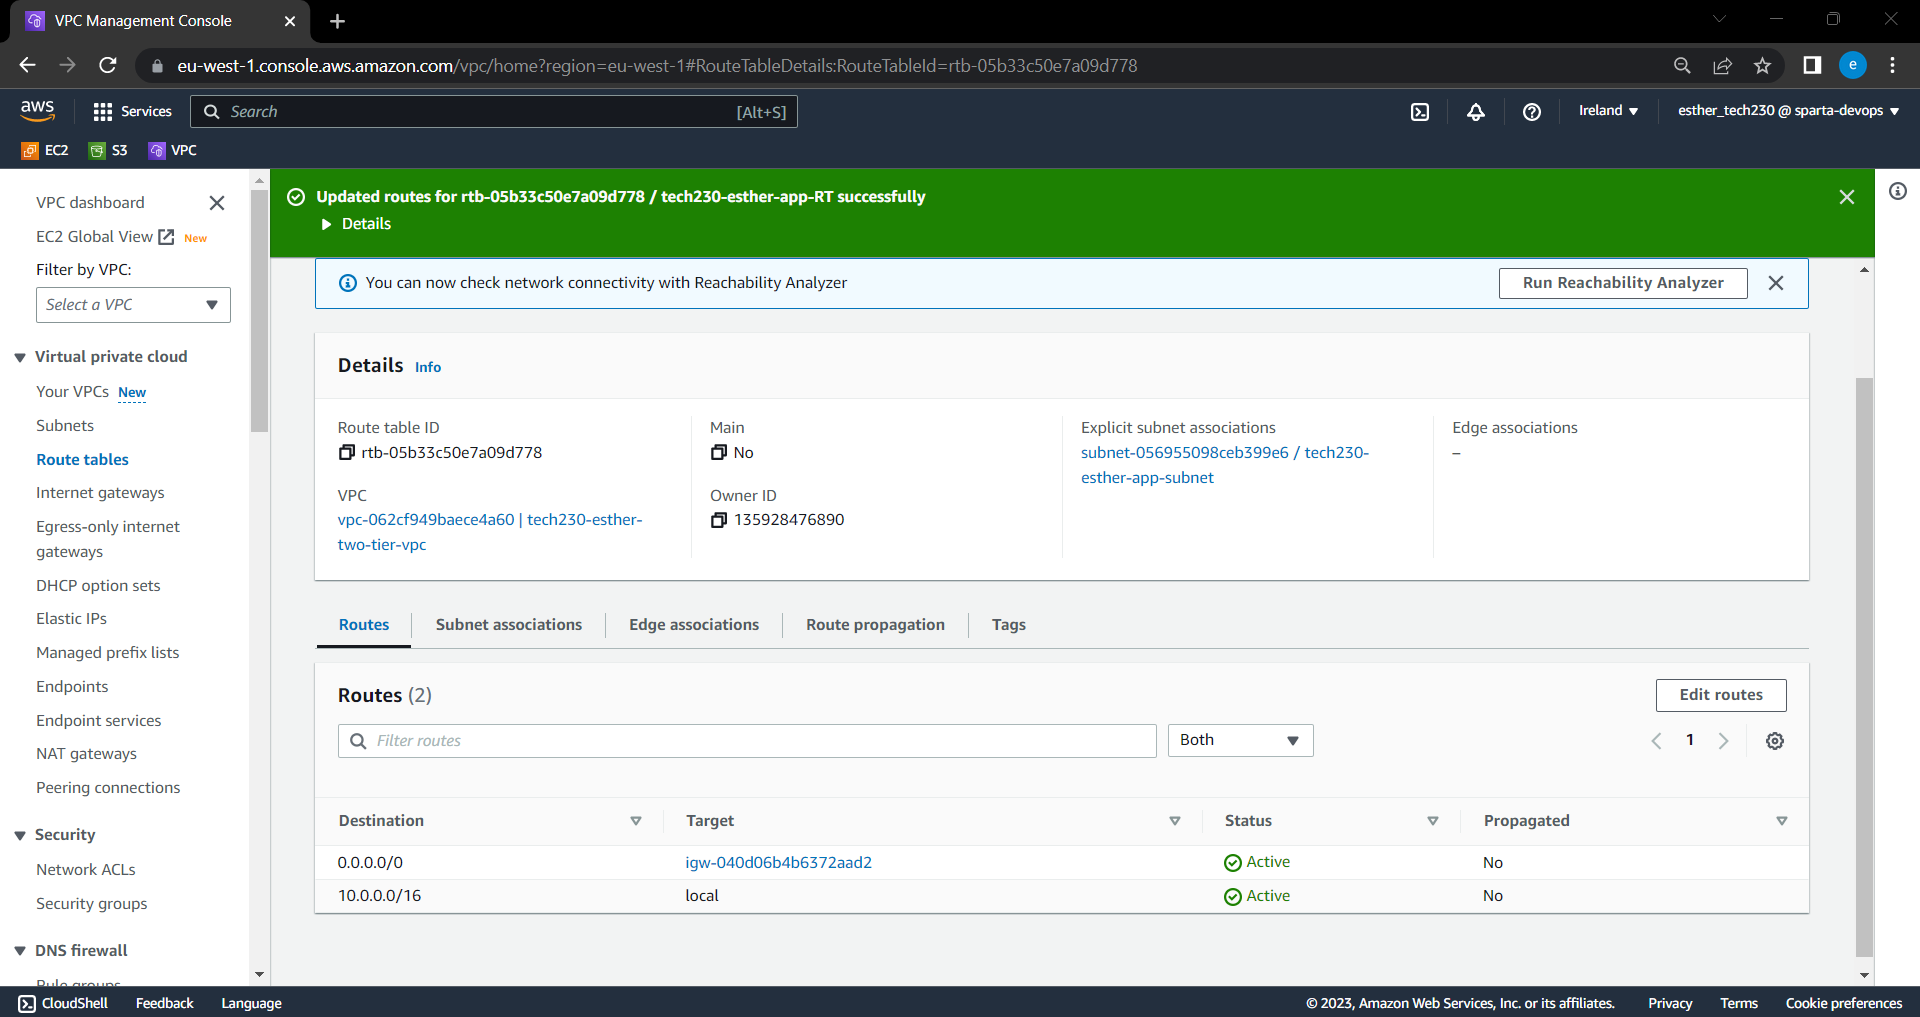 VPC Management Console
eu-west-1.console.aws.amazon.com/vpc/home?region=eu-west-1#RouteTableDetails:RouteTableId=rtb-05b33c50e7a09d778
e
aws
Services
Search
[Alt+S]
Ireland
esther_tech230 @ sparta-devops
EC2
S3
VPC
VPC dashboard
EC2 Global View New
Filter by VPC:
Select a VPC
Virtual private cloud
Your VPCs New
Subnets
Route tables
Internet gateways
Egress-only internet
gateways
DHCP option sets
Elastic IPs
Managed prefix lists
Endpoints
Endpoint services
NAT gateways
Peering connections
Security
Network ACLs
Security groups
DNS firewall
Rule groups
Updated routes for rtb-05b33c50e7a09d778 / tech230-esther-app-RT successfully
Details
You can now check network connectivity with Reachability Analyzer
Run Reachability Analyzer
Details Info
Route table ID
rtb-05b33c50e7a09d778
VPC
vpc-062cf949baece4a60 | tech230-esther-
two-tier-vpc
Main
No
Owner ID
135928476890
Explicit subnet associations
subnet-056955098ceb399e6 / tech230-
esther-app-subnet
Edge associations
–
Routes Subnet associations Edge associations Route propagation Tags
Routes (2)
Edit routes
Filter routes
Both
1
Destination Target Status Propagated
0.0.0.0/0 igw-040d06b4b6372aad2 Active No
10.0.0.0/16 local Active No
CloudShell Feedback Language
© 2023, Amazon Web Services, Inc. or its affiliates. Privacy Terms Cookie preferences